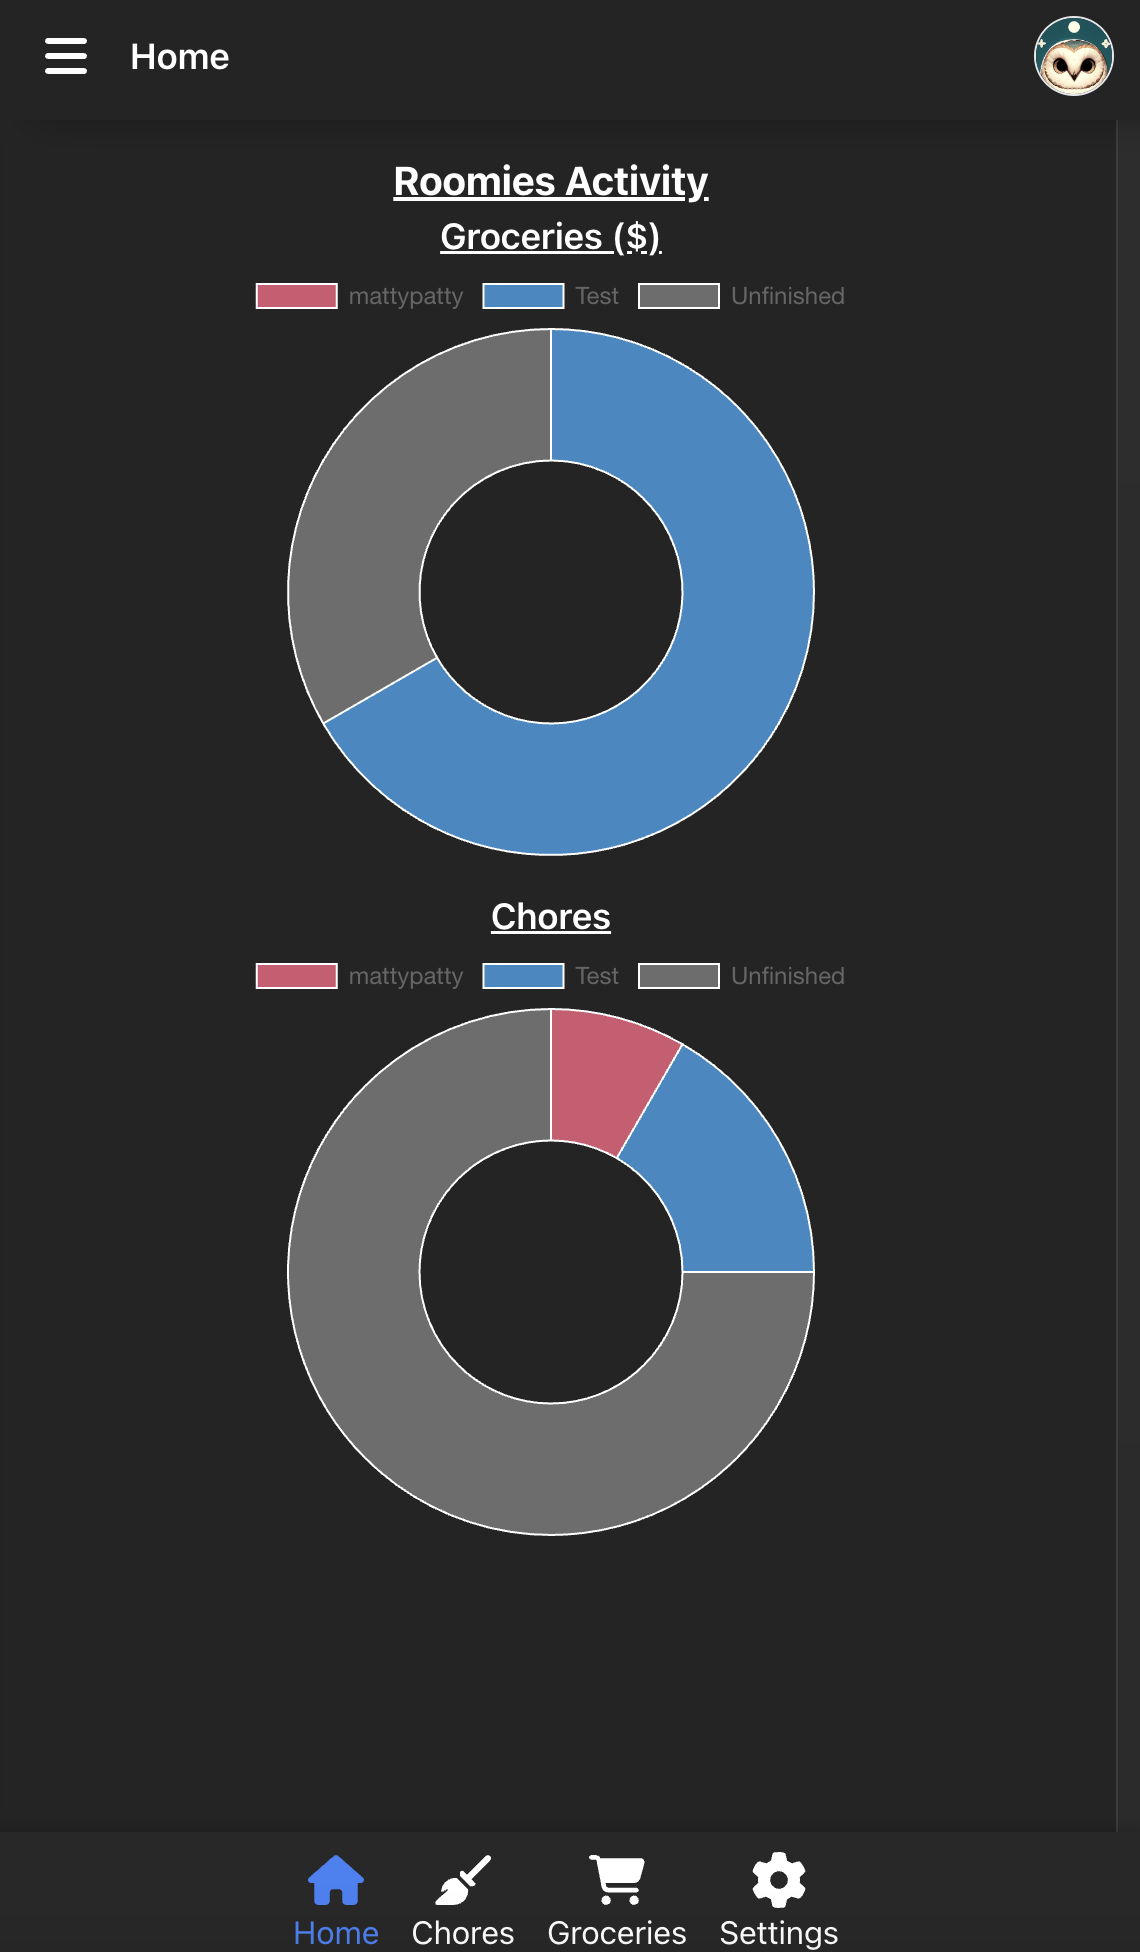 Home
Roomies Activity
Groceries ($)
mattypatty Test Unfinished
Chores
mattypatty Test Unfinished
Home Chores Groceries Settings